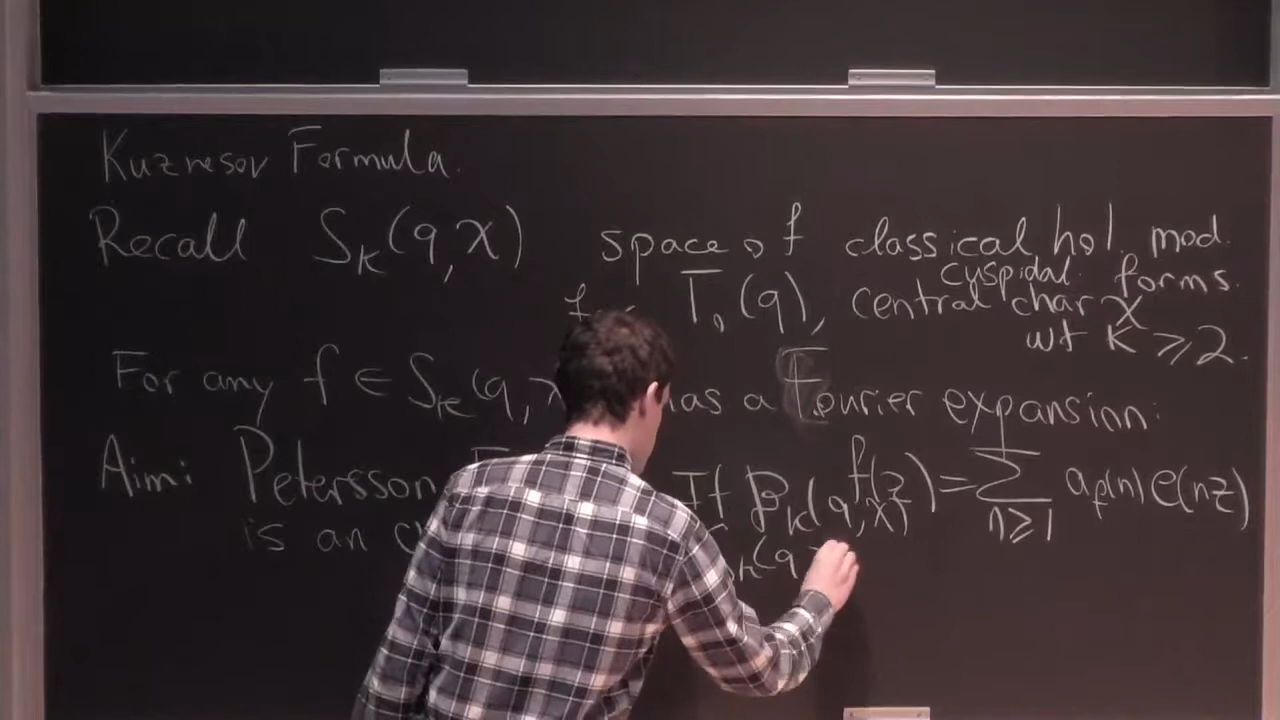 Kuznesov Formula.
Recall S_k(q,χ) space of classical hol. mod.
cuspidal forms.
Γ_0(q), central char χ
wt k ⩾ 2.
For any f ∈ S_k(q, has a Fourier expansion:
f(z) = ∑_{n⩾1} a_f(n) e(nz)
Aim: Petersson If B_k(q,χ)
is an S_k(q